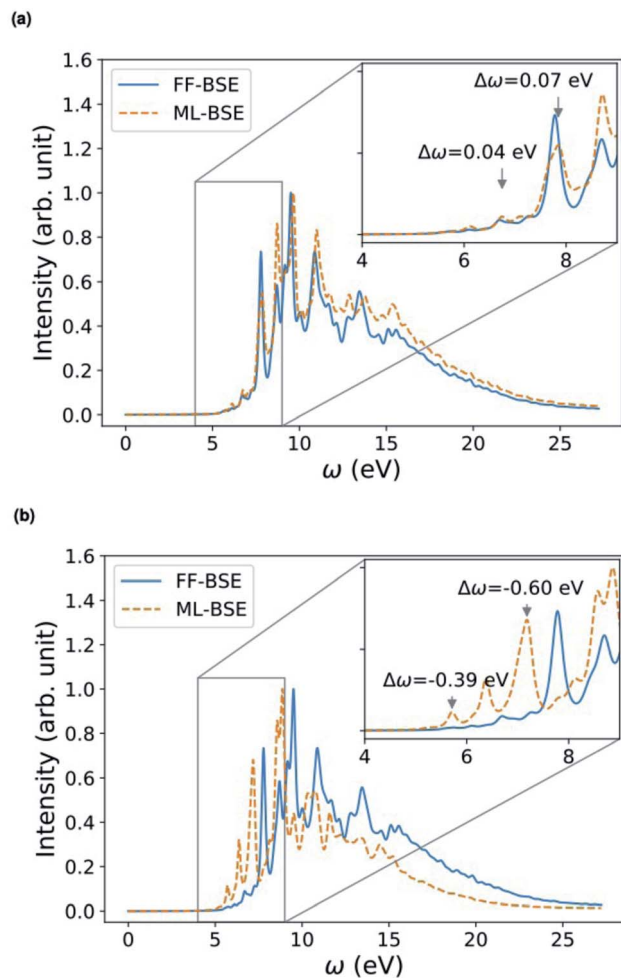 (a)
1.6
1.4
1.2
1.0
0.8
0.6
0.4
0.2
0.0
Intensity (arb. unit)
FF-BSE
ML-BSE
Δω=0.07 eV
Δω=0.04 eV
4
6
8
0
5
10
15
20
25
ω (eV)
(b)
1.6
1.4
1.2
1.0
0.8
0.6
0.4
0.2
0.0
Intensity (arb. unit)
FF-BSE
ML-BSE
Δω=-0.60 eV
Δω=-0.39 eV
4
6
8
0
5
10
15
20
25
ω (eV)